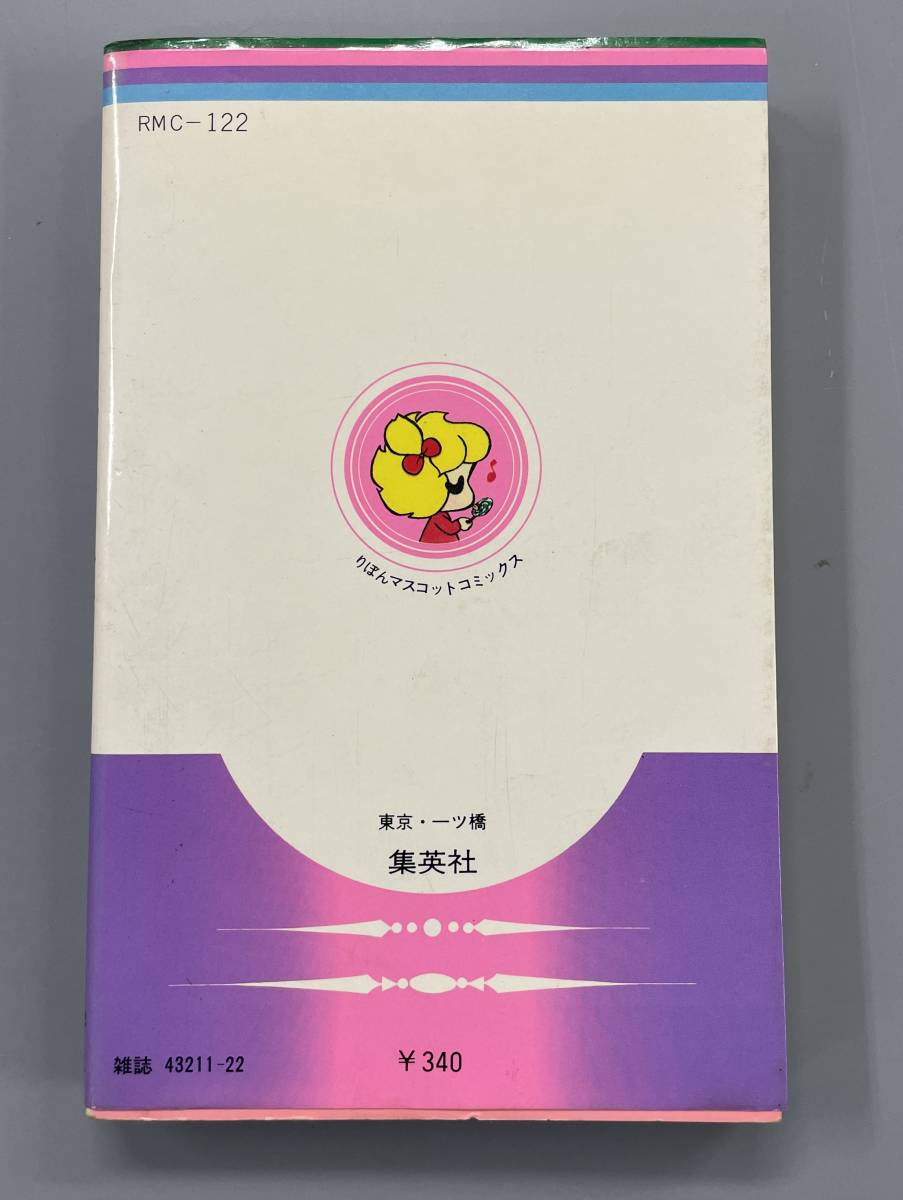 RMC-122
りぼんマスコットコミックス
東京・一ツ橋
集英社
雑誌 43211-22
￥340